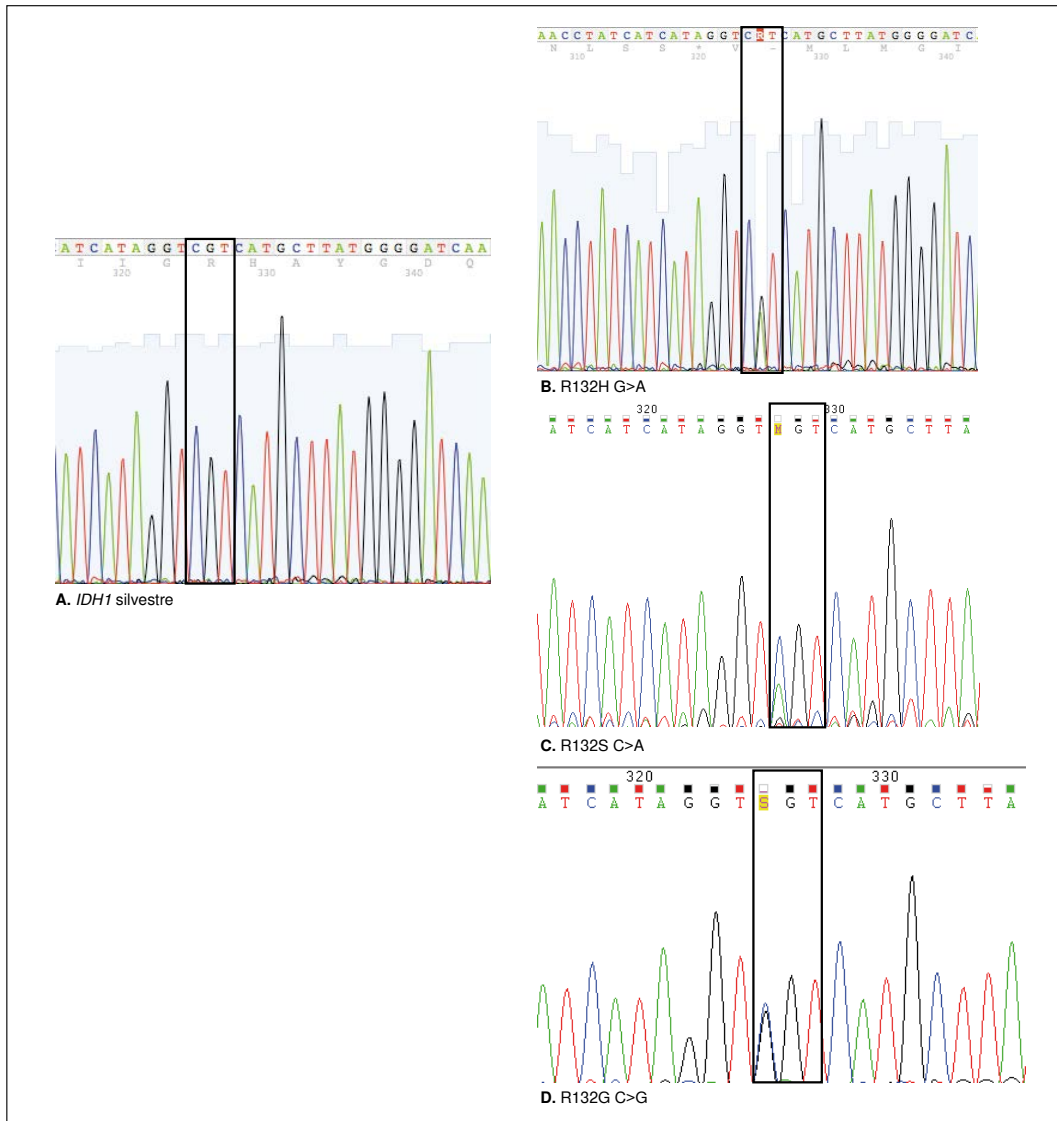 ATCATAGGTCGTCATGCTTATGGGGATCAA
I I G R H A Y G D Q
320 330 340
A. IDH1 silvestre
AACCTATCATCATAGGTCRTCATGCTTATGGGGATC
N L S S * V - M L M G I
310 320 330 340
B. R132H G>A
320 330
ATCATCATAGGTMGTCATGCTTA
C. R132S C>A
320 330
ATCATAGGTSGTCATGCTTA
D. R132G C>G